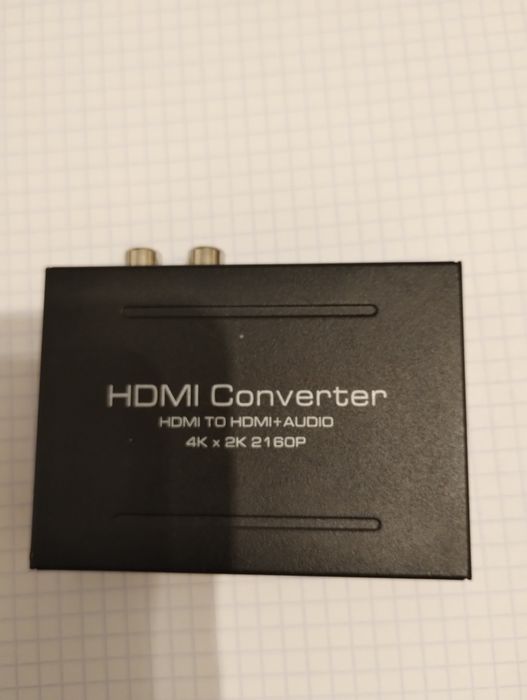 HDMI Converter
HDMI TO HDMI+AUDIO
4K x 2K 2160P